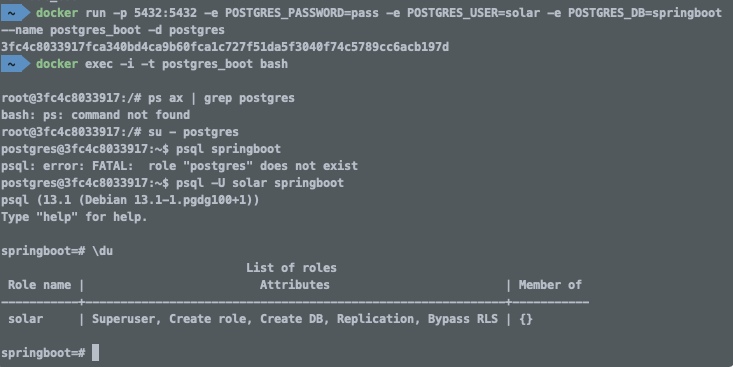 ~ docker run -p 5432:5432 -e POSTGRES_PASSWORD=pass -e POSTGRES_USER=solar -e POSTGRES_DB=springboot
--name postgres_boot -d postgres
3fc4c8033917fca340bd4ca9b60fca1c727f51da5f3040f74c5789cc6acb197d
~ docker exec -i -t postgres_boot bash
root@3fc4c8033917:/# ps ax | grep postgres
bash: ps: command not found
root@3fc4c8033917:/# su - postgres
postgres@3fc4c8033917:~$ psql springboot
psql: error: FATAL:  role "postgres" does not exist
postgres@3fc4c8033917:~$ psql -U solar springboot
psql (13.1 (Debian 13.1-1.pgdg100+1))
Type "help" for help.
springboot=# \du
List of roles
Role name | Attributes | Member of
-----------+------------------------------------------------------------+-----------
solar | Superuser, Create role, Create DB, Replication, Bypass RLS | {}
springboot=#